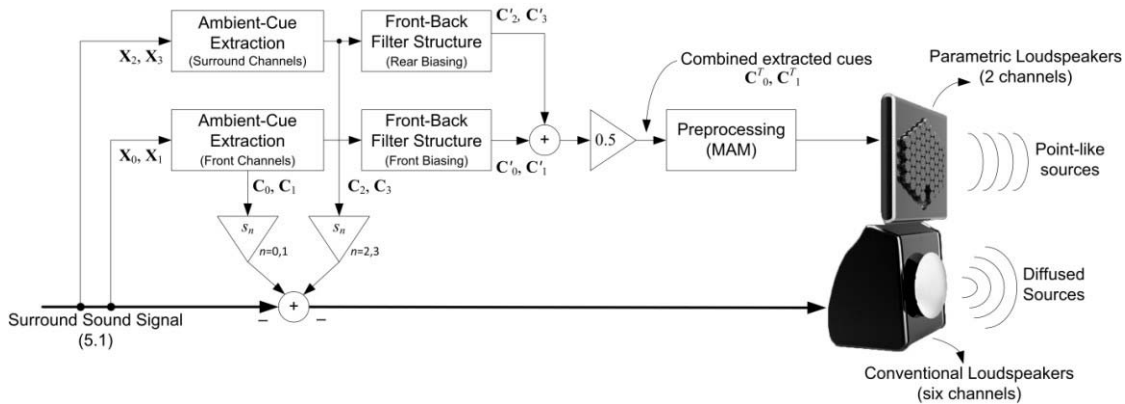 Ambient-Cue
Extraction
(Surround Channels)
Front-Back
Filter Structure
(Rear Biasing)
C'₂, C'₃
X₂, X₃
Combined extracted cues
Cᵀ₀, Cᵀ₁
Parametric Loudspeakers
(2 channels)
Ambient-Cue
Extraction
(Front Channels)
Front-Back
Filter Structure
(Front Biasing)
+
0.5
Preprocessing
(MAM)
X₀, X₁
C'₀, C'₁
Point-like
sources
C₀, C₁
C₂, C₃
sₙ
n=0,1
sₙ
n=2,3
Diffused
Sources
+
– –
Surround Sound Signal
(5.1)
Conventional Loudspeakers
(six channels)